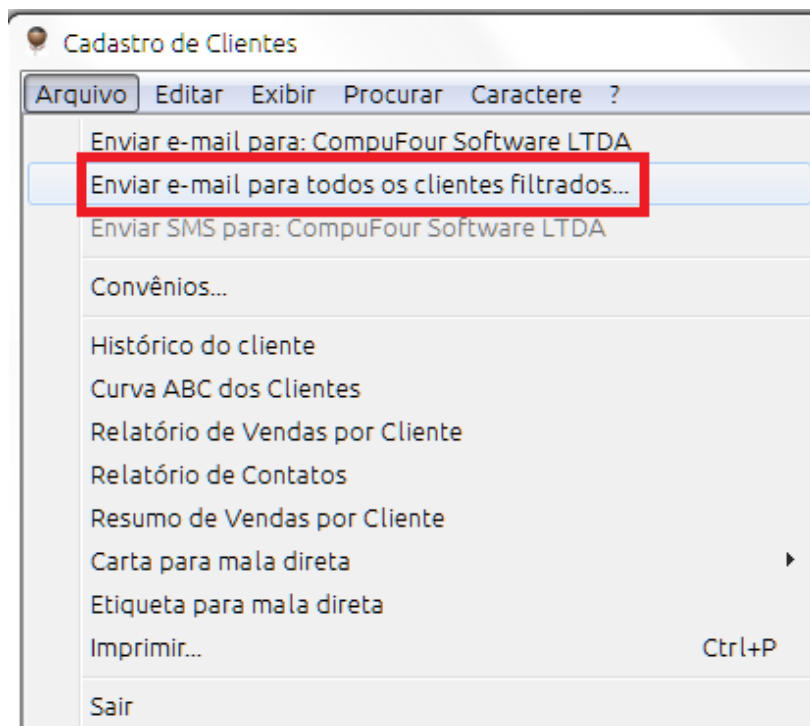 Cadastro de Clientes
Arquivo Editar Exibir Procurar Caractere ?
Enviar e-mail para: CompuFour Software LTDA
Enviar e-mail para todos os clientes filtrados...
Enviar SMS para: CompuFour Software LTDA
Convênios...
Histórico do cliente
Curva ABC dos Clientes
Relatório de Vendas por Cliente
Relatório de Contatos
Resumo de Vendas por Cliente
Carta para mala direta
Etiqueta para mala direta
Imprimir... Ctrl+P
Sair